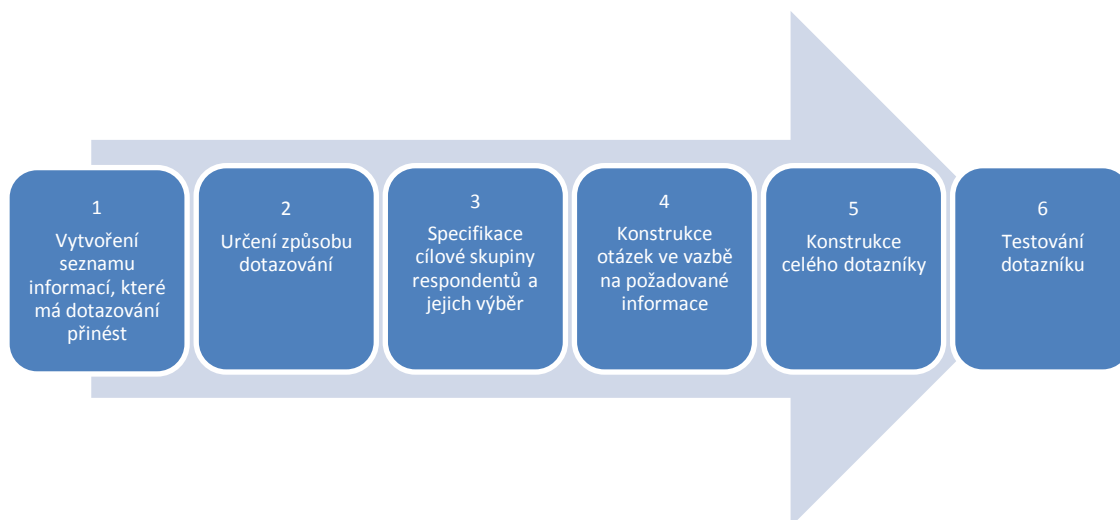 1
Vytvoření
seznamu
informací, které
má dotazování
přinést
2
Určení způsobu
dotazování
3
Specifikace
cílové skupiny
respondentů a
jejich výběr
4
Konstrukce
otázek ve vazbě
na požadované
informace
5
Konstrukce
celého dotazníky
6
Testování
dotazníku